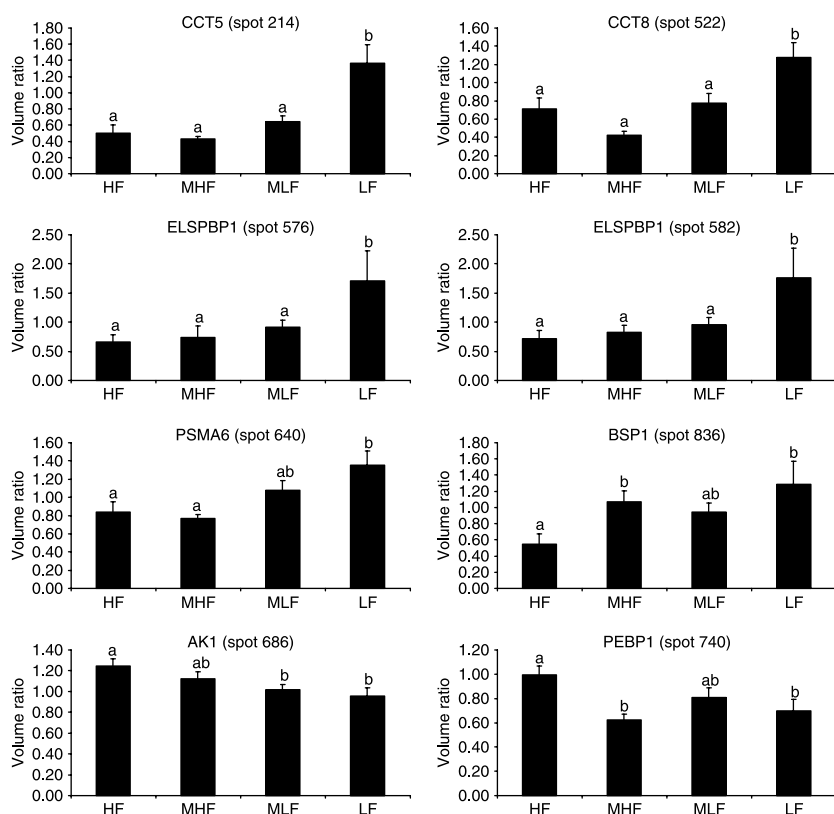 CCT5 (spot 214)
Volume ratio
1.80
1.60
1.40
1.20
1.00
0.80
0.60
0.40
0.20
0.00
a a a b
HF MHF MLF LF
CCT8 (spot 522)
Volume ratio
1.60
1.40
1.20
1.00
0.80
0.60
0.40
0.20
0.00
a a a b
HF MHF MLF LF
ELSPBP1 (spot 576)
Volume ratio
2.50
2.00
1.50
1.00
0.50
0.00
a a a b
HF MHF MLF LF
ELSPBP1 (spot 582)
Volume ratio
2.50
2.00
1.50
1.00
0.50
0.00
a a a b
HF MHF MLF LF
PSMA6 (spot 640)
Volume ratio
1.60
1.40
1.20
1.00
0.80
0.60
0.40
0.20
0.00
a a ab b
HF MHF MLF LF
BSP1 (spot 836)
Volume ratio
1.80
1.60
1.40
1.20
1.00
0.80
0.60
0.40
0.20
0.00
a b ab b
HF MHF MLF LF
AK1 (spot 686)
Volume ratio
1.40
1.20
1.00
0.80
0.60
0.40
0.20
0.00
a ab b b
HF MHF MLF LF
PEBP1 (spot 740)
Volume ratio
1.20
1.00
0.80
0.60
0.40
0.20
0.00
a b ab b
HF MHF MLF LF